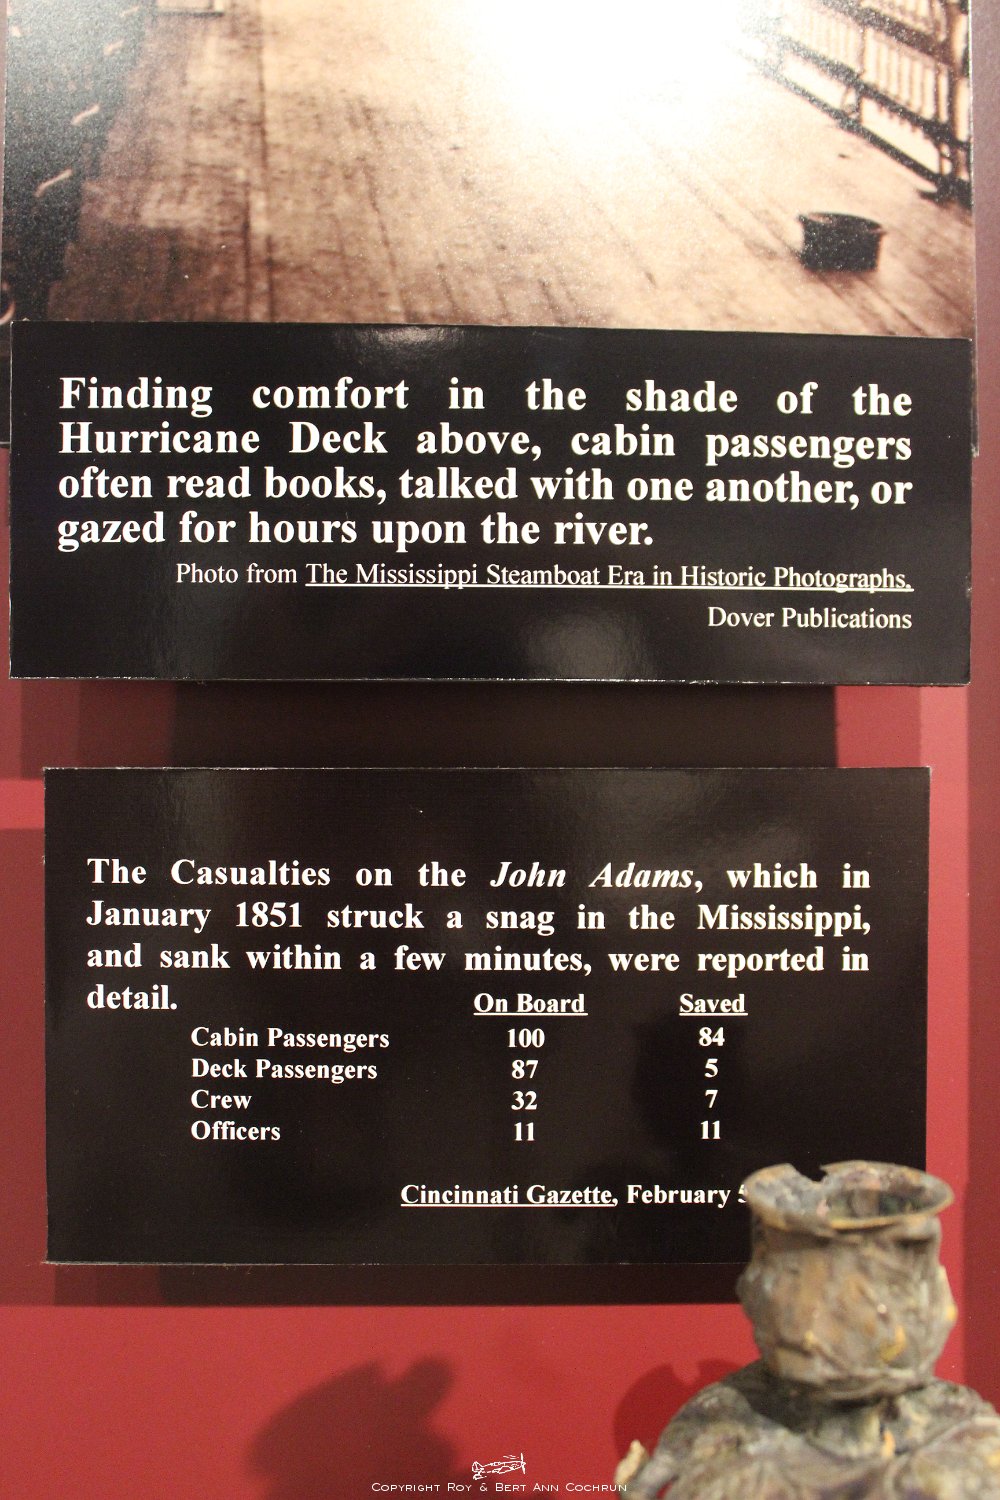 Finding comfort in the shade of the
Hurricane Deck above, cabin passengers
often read books, talked with one another, or
gazed for hours upon the river.
Photo from The Mississippi Steamboat Era in Historic Photographs,
Dover Publications
The Casualties on the John Adams, which in
January 1851 struck a snag in the Mississippi,
and sank within a few minutes, were reported in
detail.
On Board Saved
Cabin Passengers 100 84
Deck Passengers 87 5
Crew 32 7
Officers 11 11
Cincinnati Gazette, February
Copyright Roy & Bert Ann Cochrun